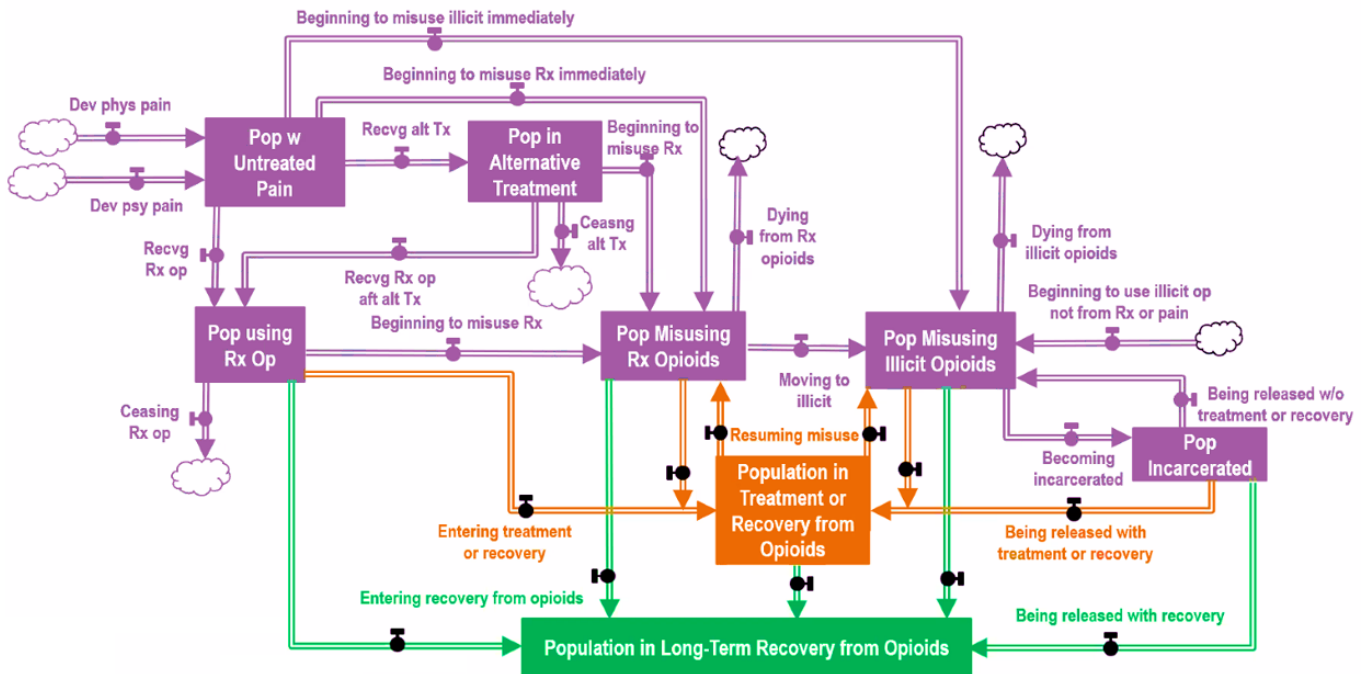 Beginning to misuse illicit immediately
Beginning to misuse Rx immediately
Dev phys pain
Pop w
Untreated
Pain
Recvg alt Tx
Pop in
Alternative
Treatment
Beginning to
misuse Rx
Dev psy pain
Recvg
Rx op
Recvg Rx op
aft alt Tx
Ceasng
alt Tx
Dying
from Rx
opioids
Dying from
illicit opioids
Beginning to use illicit op
not from Rx or pain
Pop using
Rx Op
Beginning to misuse Rx
Pop Misusing
Rx Opioids
Moving to
illicit
Pop Misusing
Illicit Opioids
Being released w/o
treatment or recovery
Ceasing
Rx op
Resuming misuse
Becoming
incarcerated
Pop
Incarcerated
Population in
Treatment or
Recovery from
Opioids
Entering treatment
or recovery
Being released with
treatment or recovery
Entering recovery from opioids
Being released with recovery
Population in Long-Term Recovery from Opioids